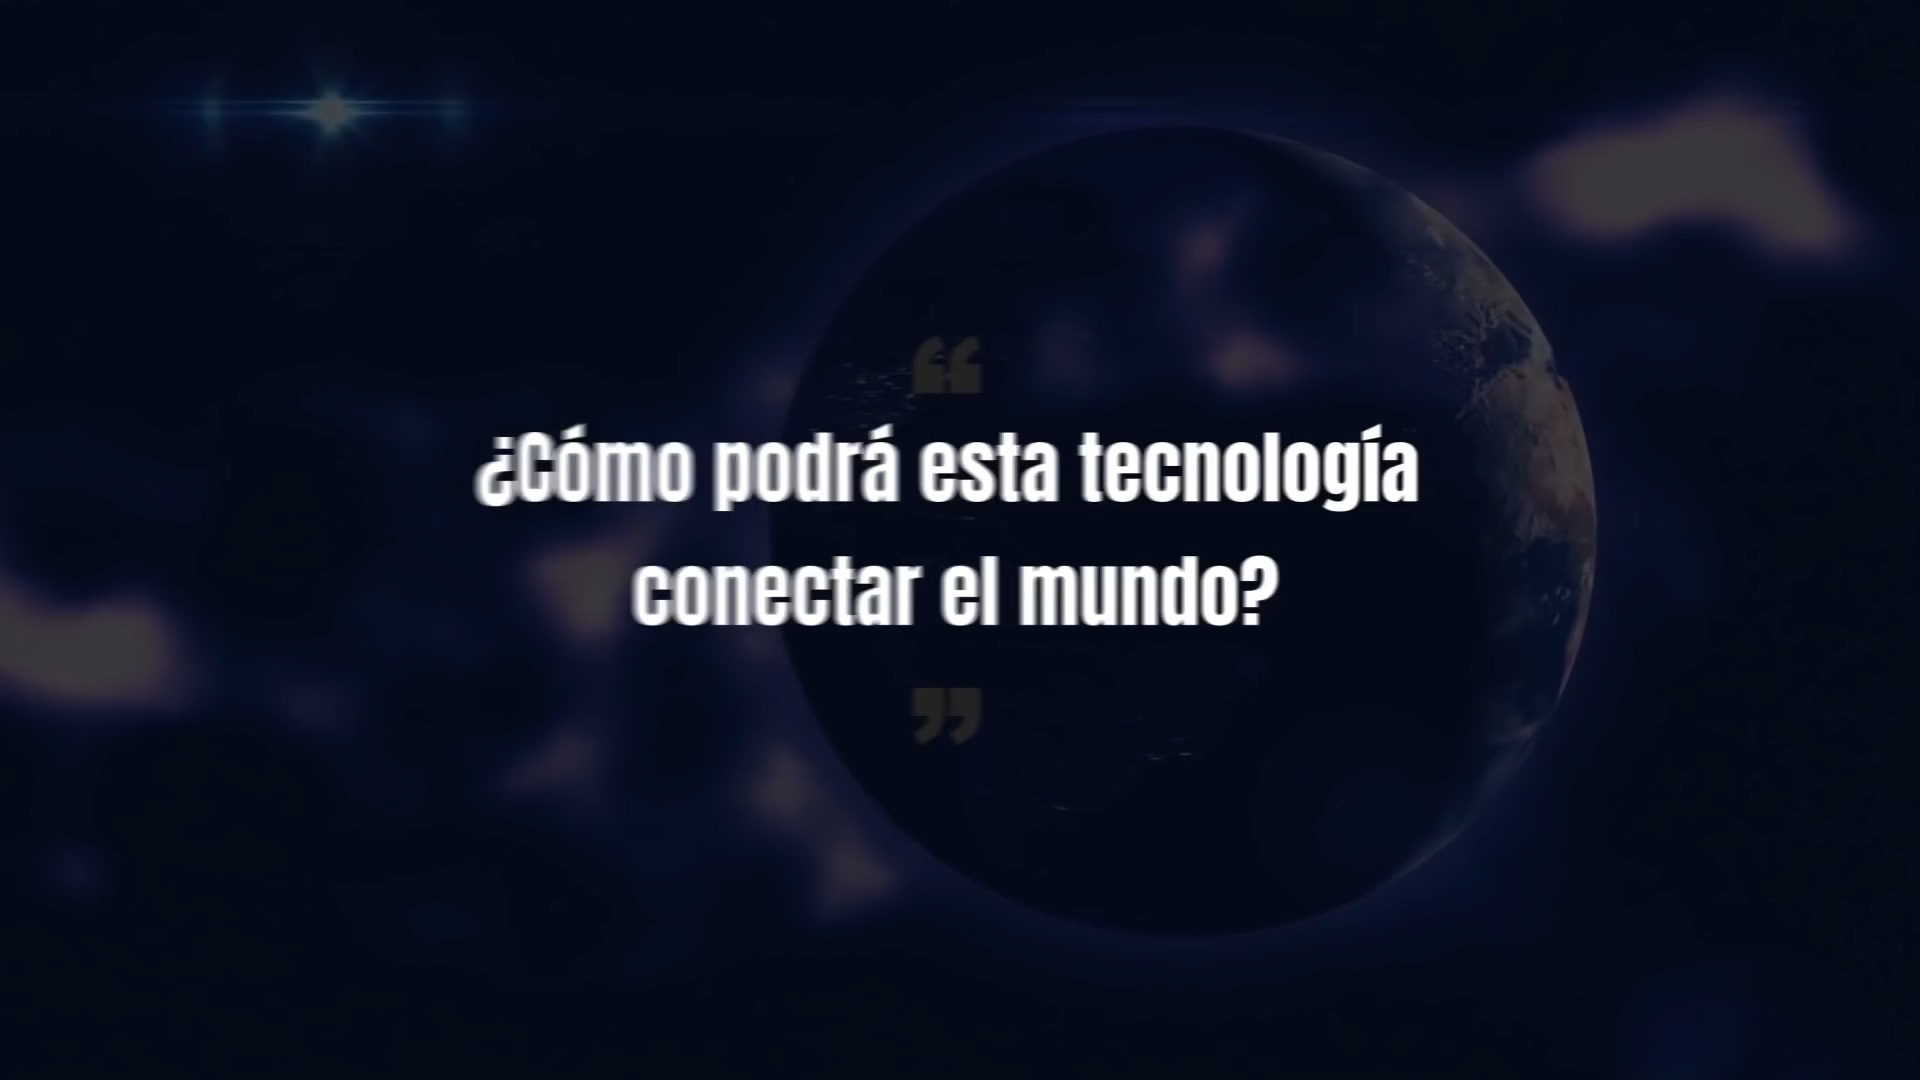 “
¿Cómo podrá esta tecnología
conectar el mundo?
”